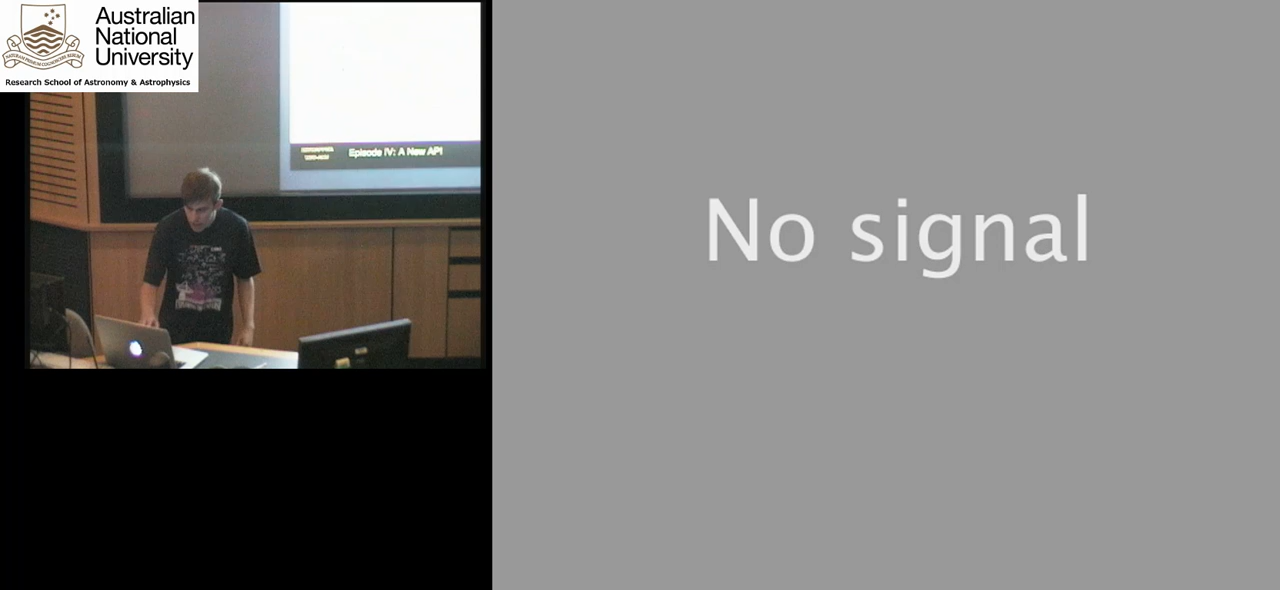 Australian
National
University
Research School of Astronomy & Astrophysics
Episode IV: A New API
No signal